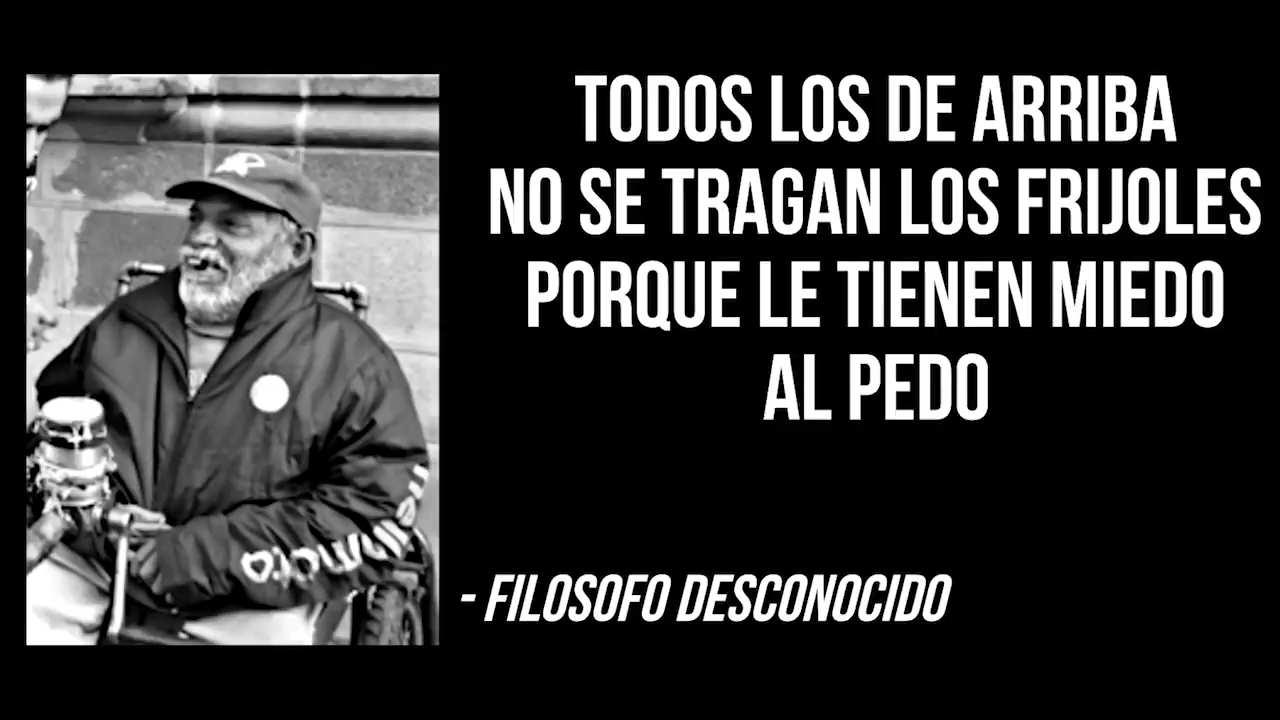 TODOS LOS DE ARRIBA
NO SE TRAGAN LOS FRIJOLES
PORQUE LE TIENEN MIEDO
AL PEDO
- FILOSOFO DESCONOCIDO